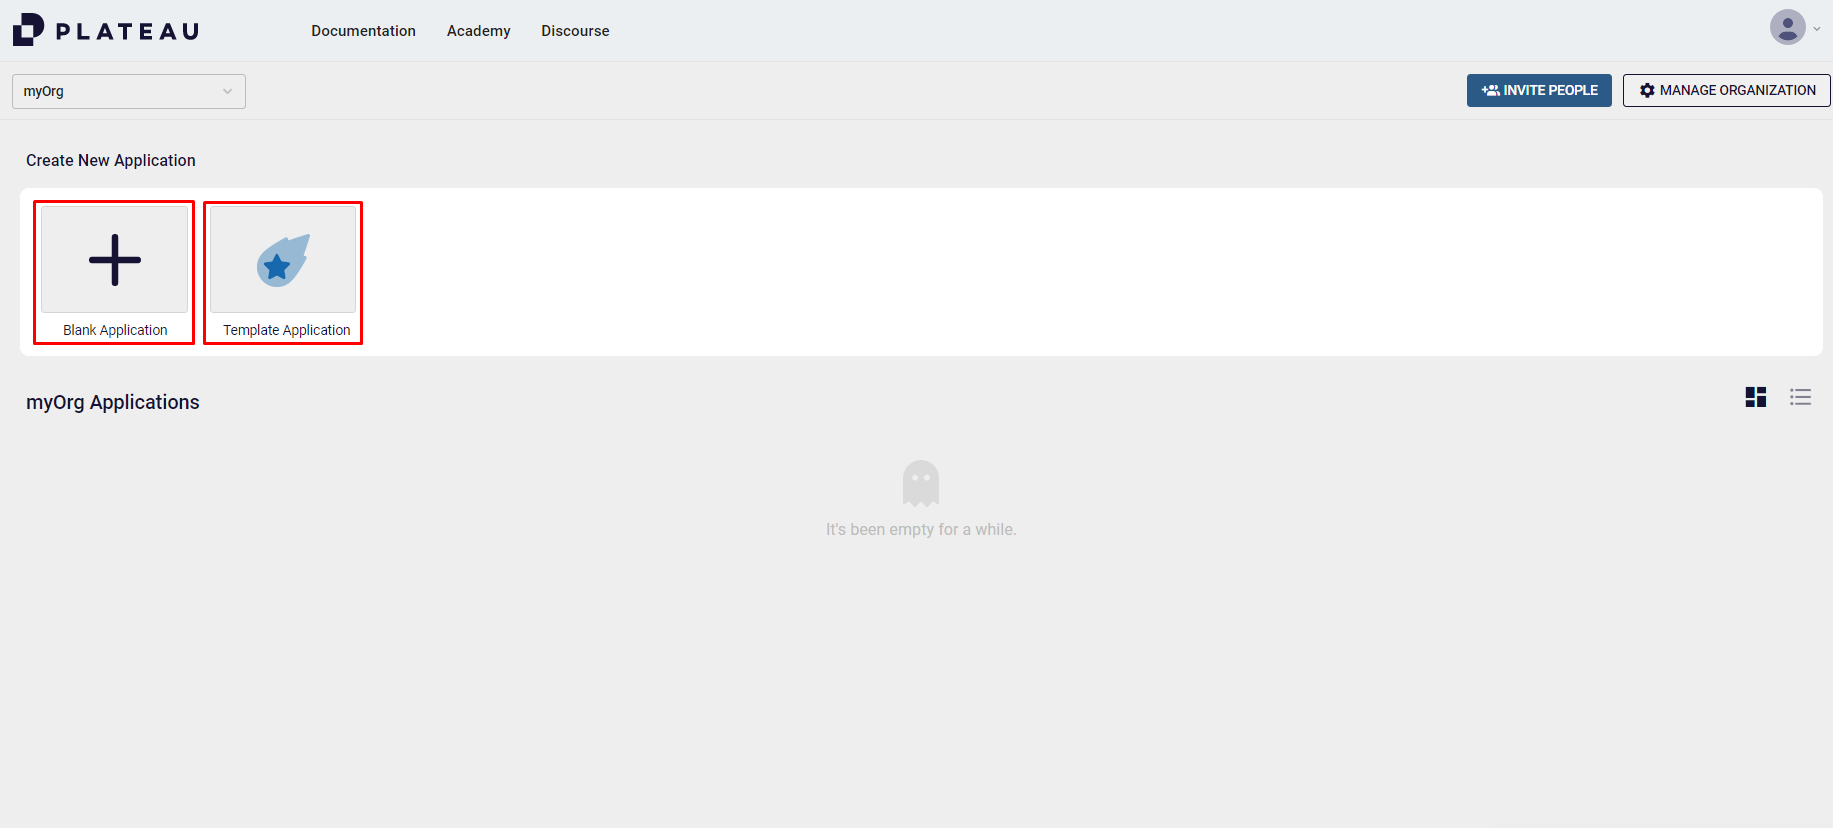 PLATEAU
Documentation Academy Discourse
myOrg
INVITE PEOPLE
MANAGE ORGANIZATION
Create New Application
Blank Application
Template Application
myOrg Applications
It's been empty for a while.